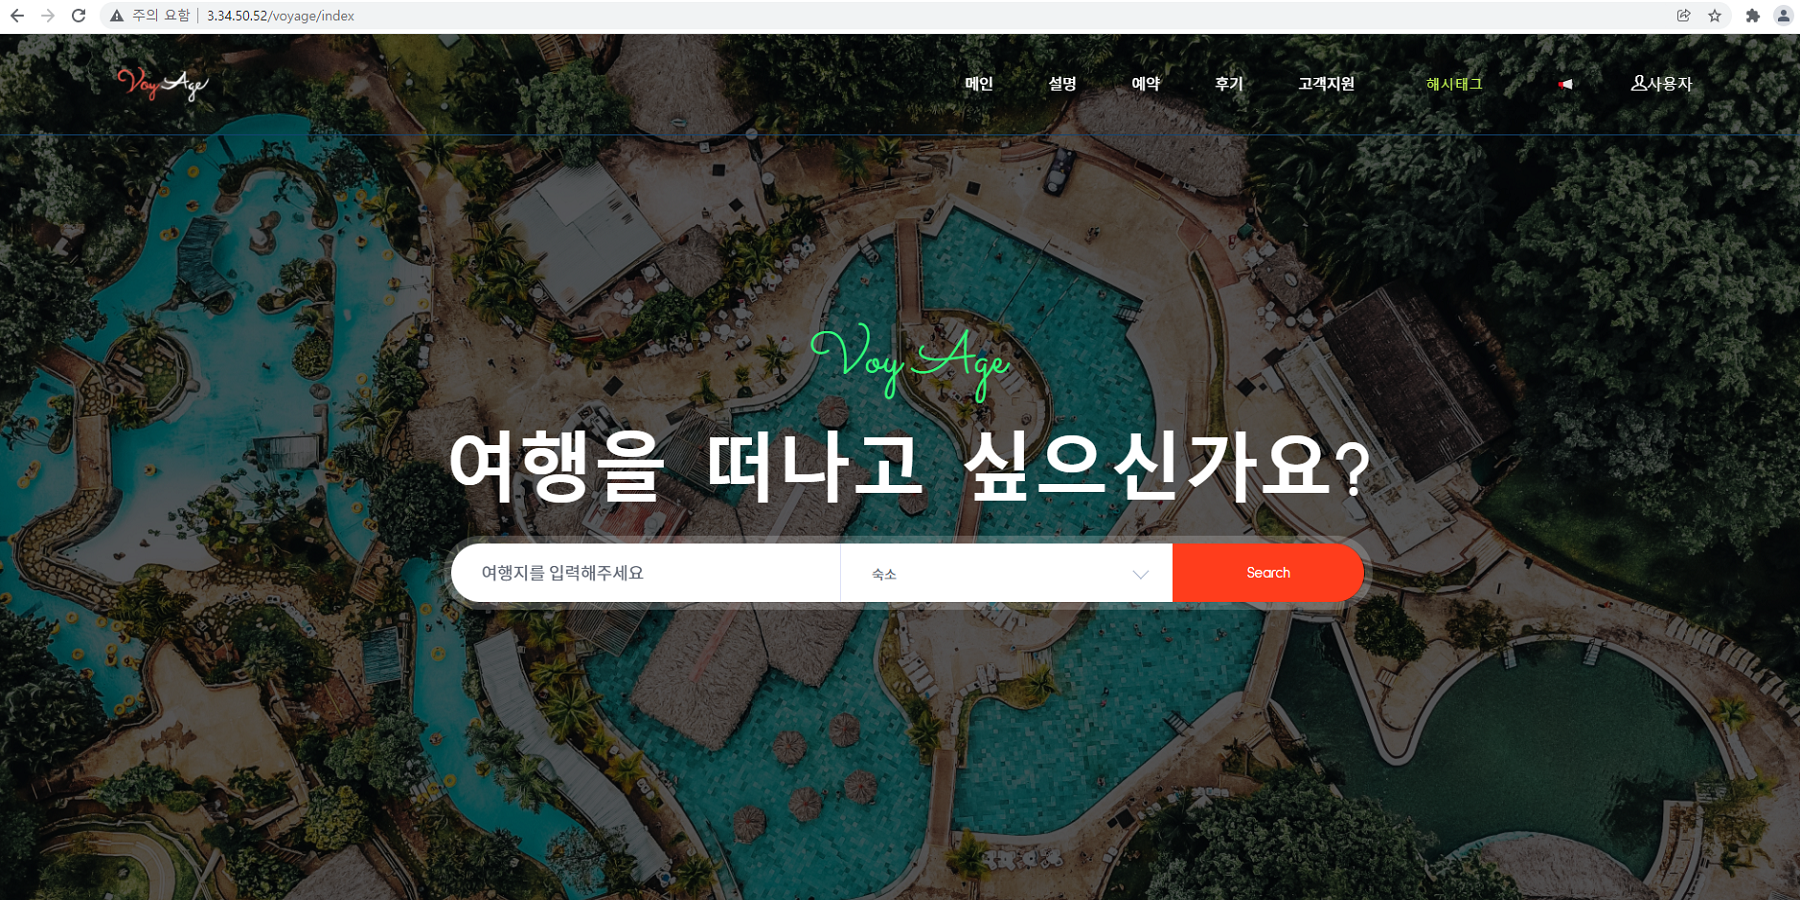 주의 요함 | 3.34.50.52/voyage/index
VoyAge 메인 설명 예약 후기 고객지원 해시태그 사용자
Voy Age
여행을 떠나고 싶으신가요?
여행지를 입력해주세요 숙소 Search